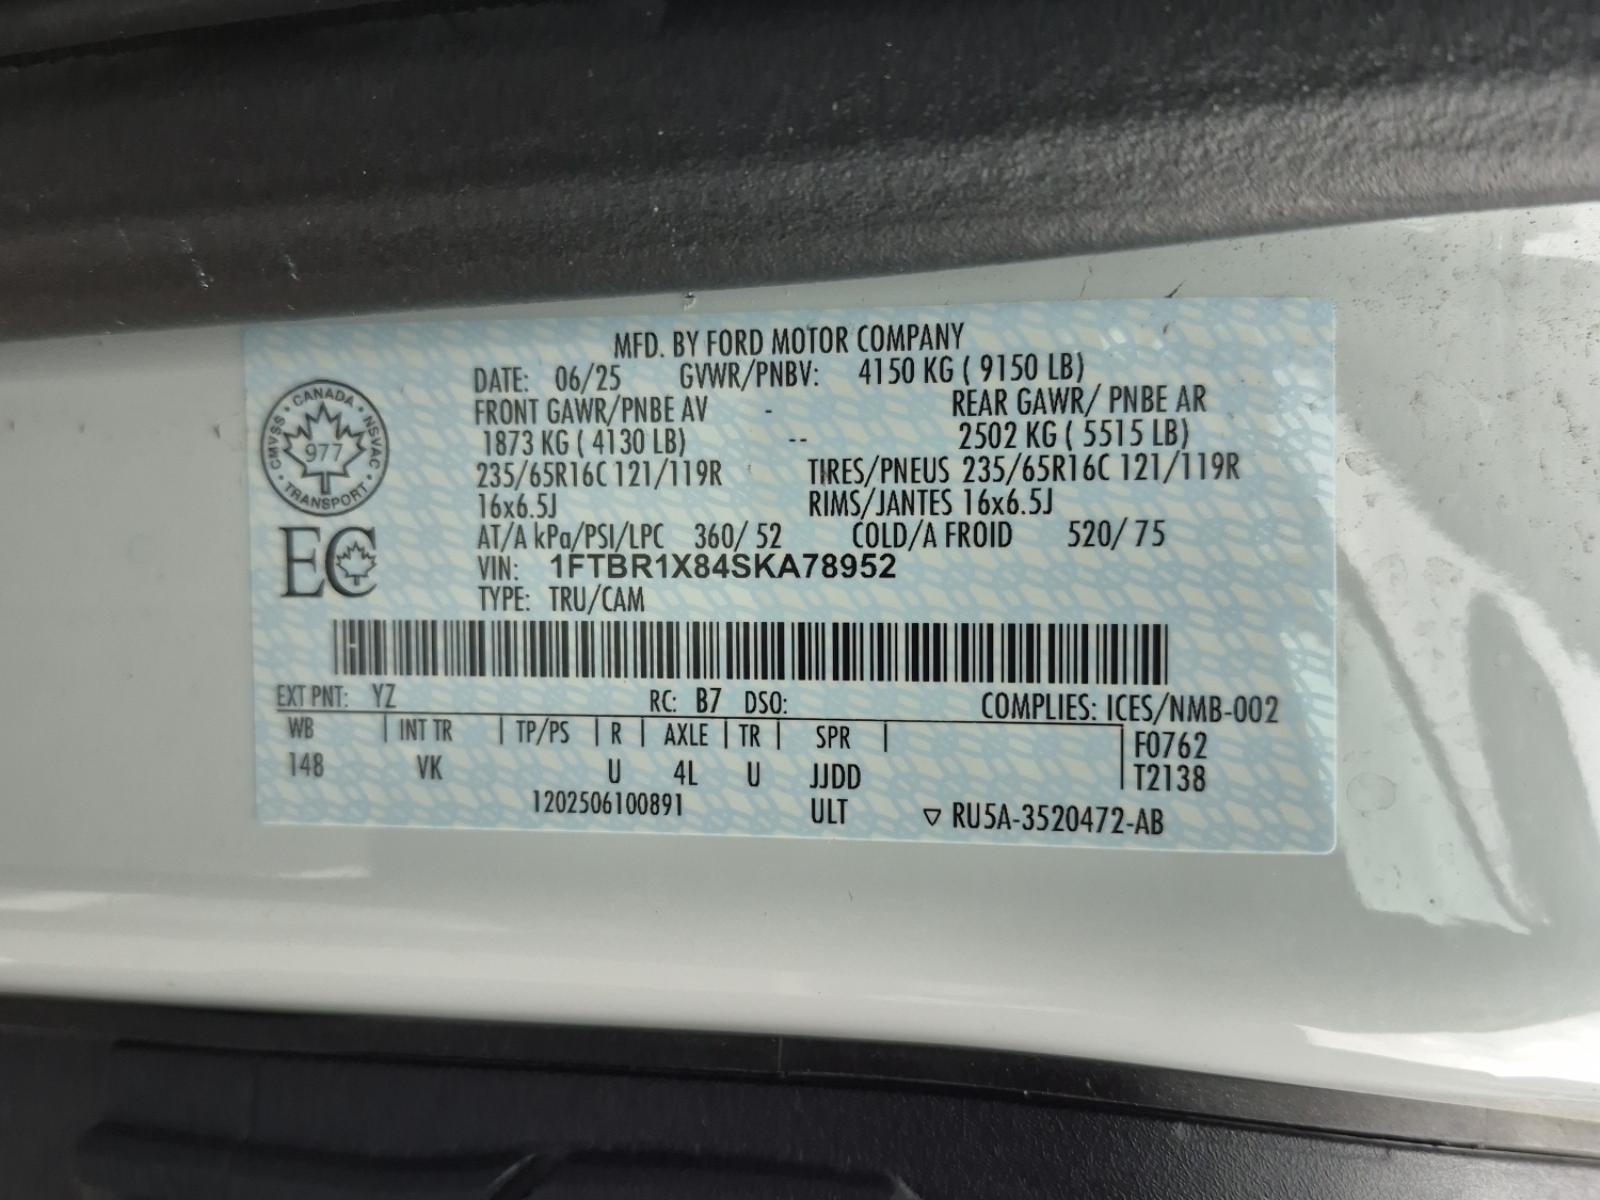 MFD. BY FORD MOTOR COMPANY
DATE: 06/25 GVWR/PNBV: 4150 KG ( 9150 LB)
FRONT GAWR/PNBE AV - REAR GAWR/ PNBE AR
1873 KG ( 4130 LB) -- 2502 KG ( 5515 LB)
235/65R16C 121/119R TIRES/PNEUS 235/65R16C 121/119R
16x6.5J RIMS/JANTES 16x6.5J
AT/A kPa/PSI/LPC 360/ 52 COLD/A FROID 520/ 75
VIN: 1FTBR1X84SKA78952
TYPE: TRU/CAM
CANADA
CMVSS NSVAC
977
TRANSPORT
EC
EXT PNT: YZ RC: B7 DSO: COMPLIES: ICES/NMB-002
WB | INT TR | TP/PS | R | AXLE | TR | SPR | F0762
148 VK U 4L U JJDD T2138
1202506100891 ULT ▽ RU5A-3520472-AB